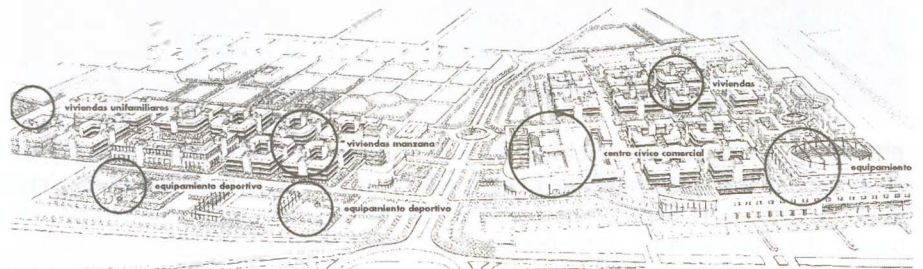 viviendas unifamiliares
viviendas
viviendas manzana
centro cívico comercial
equipamiento
equipamiento deportivo
equipamiento deportivo